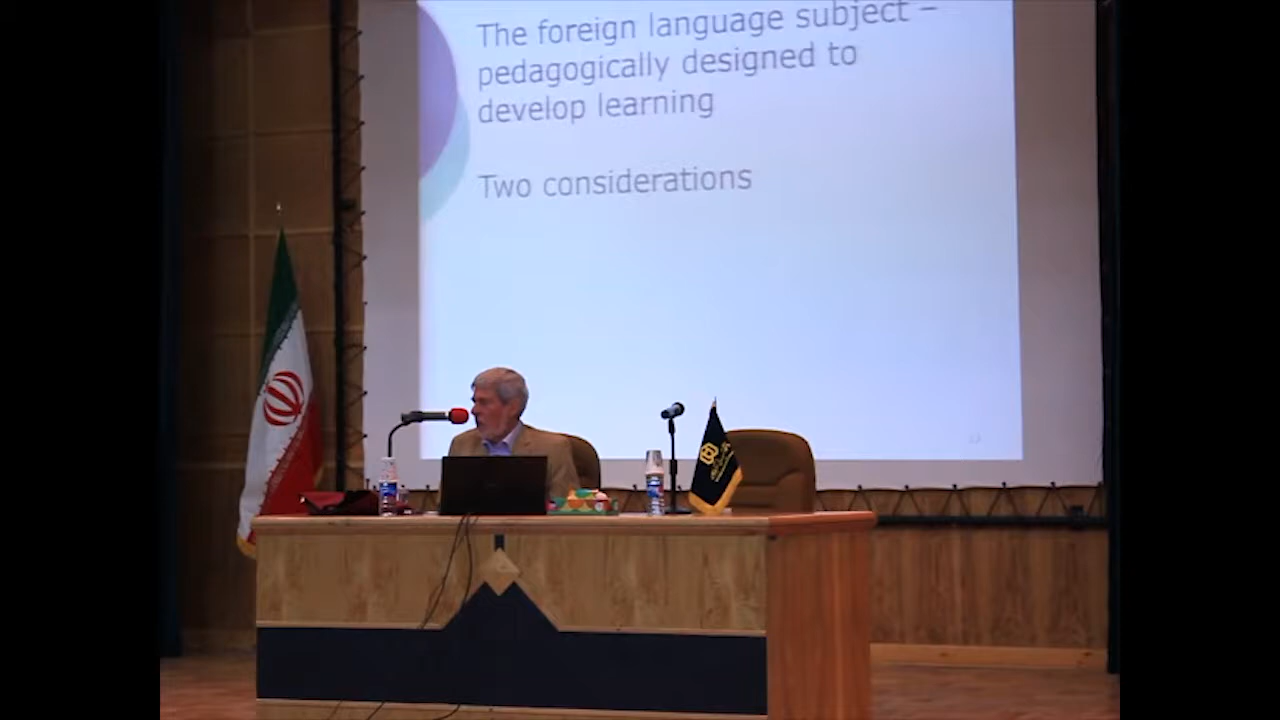 The foreign language subject –
pedagogically designed to
develop learning
Two considerations